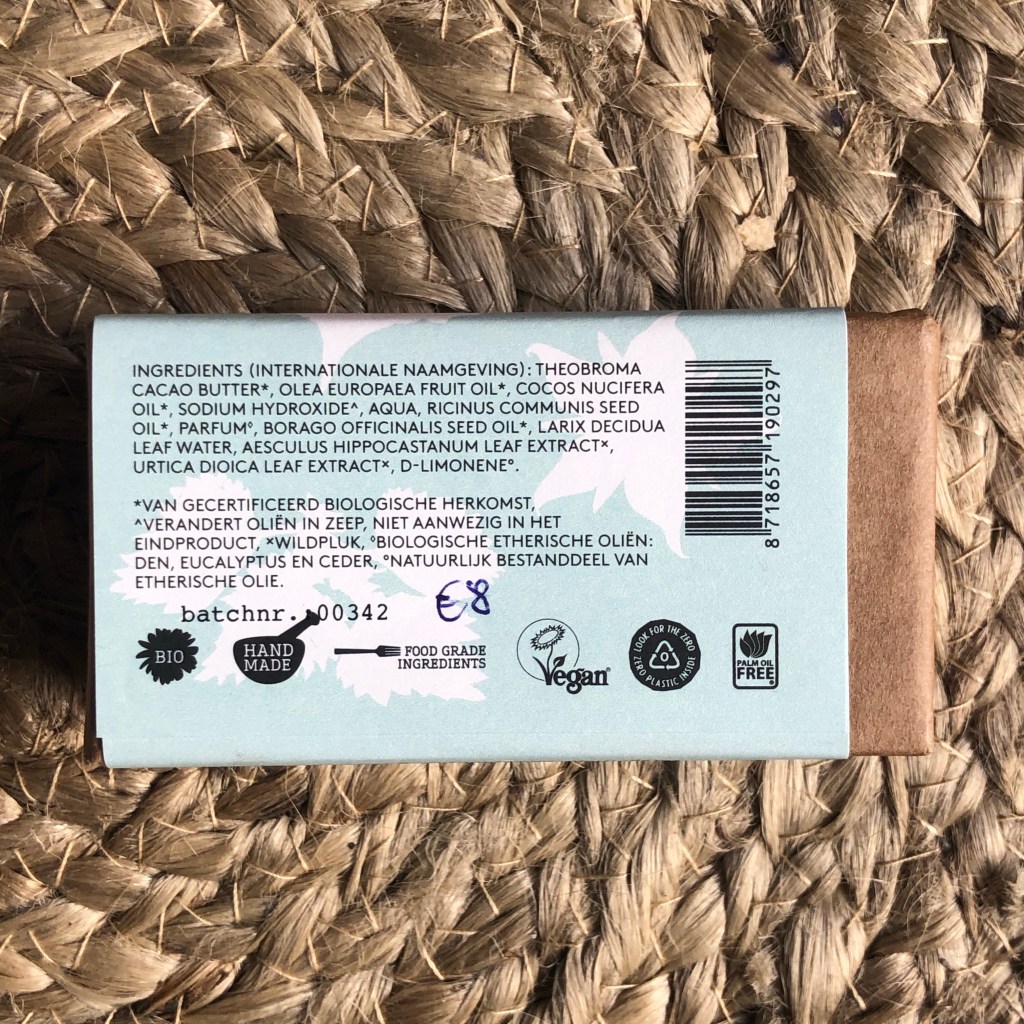 INGREDIENTS (INTERNATIONALE NAAMGEVING): THEOBROMA
CACAO BUTTER*, OLEA EUROPAEA FRUIT OIL*, COCOS NUCIFERA
OIL*, SODIUM HYDROXIDE^, AQUA, RICINUS COMMUNIS SEED
OIL*, PARFUM◊, BORAGO OFFICINALIS SEED OIL*, LARIX DECIDUA
LEAF WATER, AESCULUS HIPPOCASTANUM LEAF EXTRACT×,
URTICA DIOICA LEAF EXTRACT×, D-LIMONENE°.
*VAN GECERTIFICEERD BIOLOGISCHE HERKOMST,
^VERANDERT OLIËN IN ZEEP, NIET AANWEZIG IN HET
EINDPRODUCT, ×WILDPLUK, ◊BIOLOGISCHE ETHERISCHE OLIËN:
DEN, EUCALYPTUS EN CEDER, °NATUURLIJK BESTANDDEEL VAN
ETHERISCHE OLIE.
batchnr. 00342
€8
8 718657 190297
BIO
HAND
MADE
FOOD GRADE
INGREDIENTS
Vegan
LOOK FOR THE ZERO
0
ZERO PLASTIC INSIDE
PALM OIL
FREE